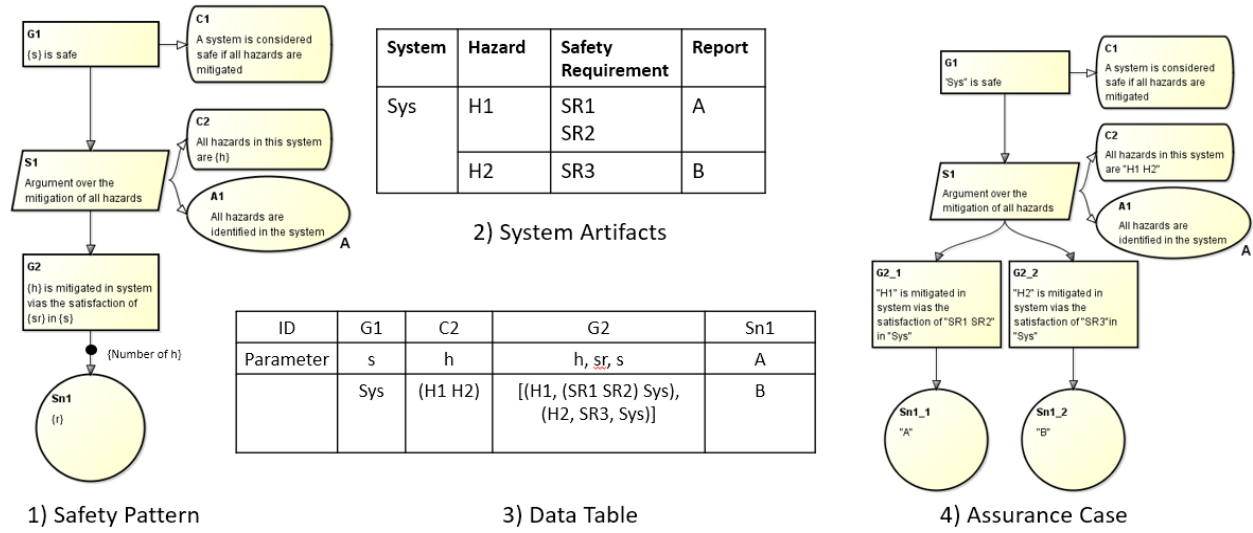 G1
{s} is safe
C1
A system is considered
safe if all hazards are
mitigated
S1
Argument over the
mitigation of all hazards
C2
All hazards in this system
are {h}
A1
All hazards are
identified in the system
A
G2
{h} is mitigated in system
vias the satisfaction of
{sr} in {s}
{Number of h}
Sn1
{r}
1) Safety Pattern
System Hazard Safety Requirement Report
Sys H1 SR1 A
SR2
H2 SR3 B
2) System Artifacts
ID G1 C2 G2 Sn1
Parameter s h h, sr, s A
Sys (H1 H2) [(H1, (SR1 SR2) Sys), B
(H2, SR3, Sys)]
3) Data Table
G1
'Sys" is safe
C1
A system is considered
safe if all hazards are
mitigated
S1
Argument over the
mitigation of all hazards
C2
All hazards in this system
are "H1 H2"
A1
All hazards are
identified in the system
A
G2_1
"H1" is mitigated in
system vias the
satisfaction of "SR1 SR2"
in "Sys"
G2_2
"H2" is mitigated in
system vias the
satisfaction of "SR3"in
"Sys"
Sn1_1
"A"
Sn1_2
"B"
4) Assurance Case